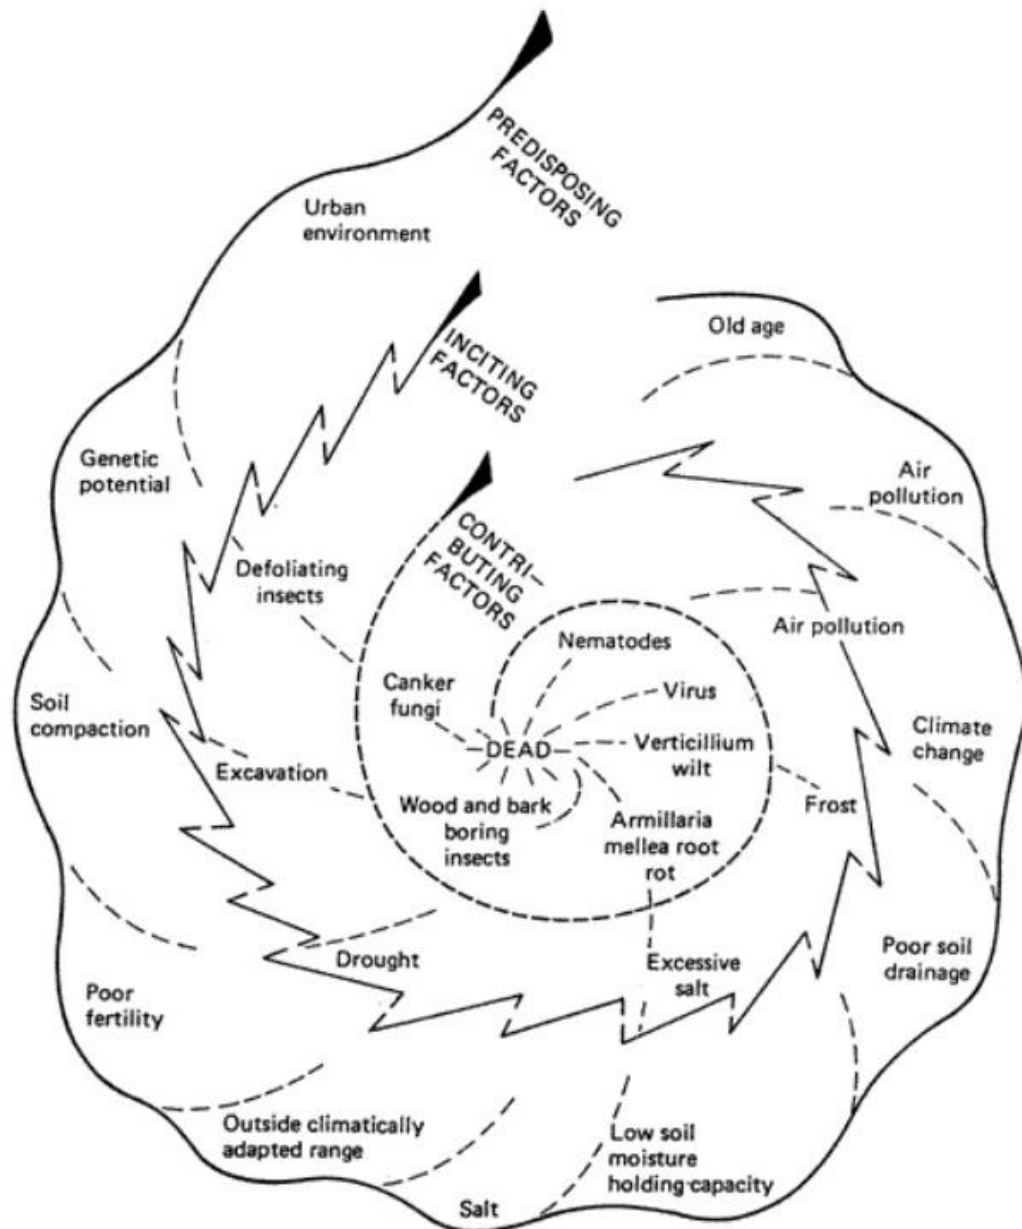 PREDISPOSING
FACTORS
Urban
environment
INCITING
FACTORS
Old age
Genetic
potential
Air
pollution
CONTRI–
BUTING
FACTORS
Defoliating
insects
Air pollution
Nematodes
Canker
fungi
Virus
Soil
compaction
Climate
change
DEAD
Verticillium
wilt
Excavation
Frost
Wood and bark
boring
insects
Armillaria
mellea root
rot
Drought
Excessive
salt
Poor soil
drainage
Poor
fertility
Outside climatically
adapted range
Low soil
moisture
holding-capacity
Salt